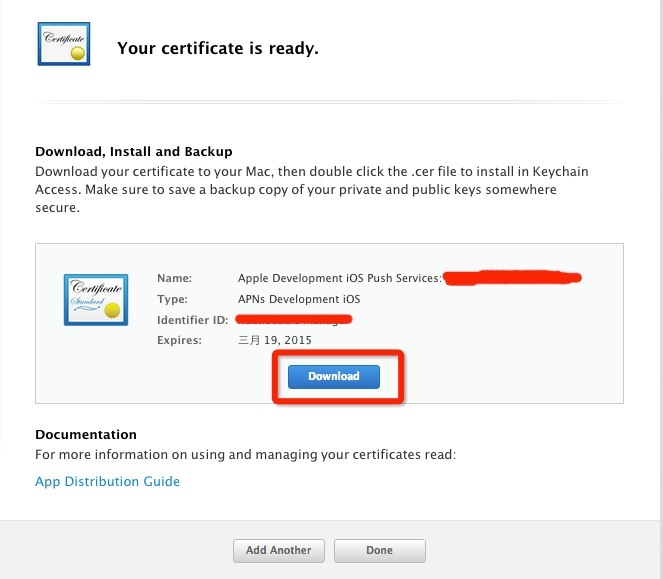 Certificate
Your certificate is ready.
Download, Install and Backup
Download your certificate to your Mac, then double click the .cer file to install in Keychain
Access. Make sure to save a backup copy of your private and public keys somewhere
secure.
Certificate
Standard
Name: Apple Development iOS Push Services:
Type: APNs Development iOS
Identifier ID:
Expires: 三月 19, 2015
Download
Documentation
For more information on using and managing your certificates read:
App Distribution Guide
Add Another Done